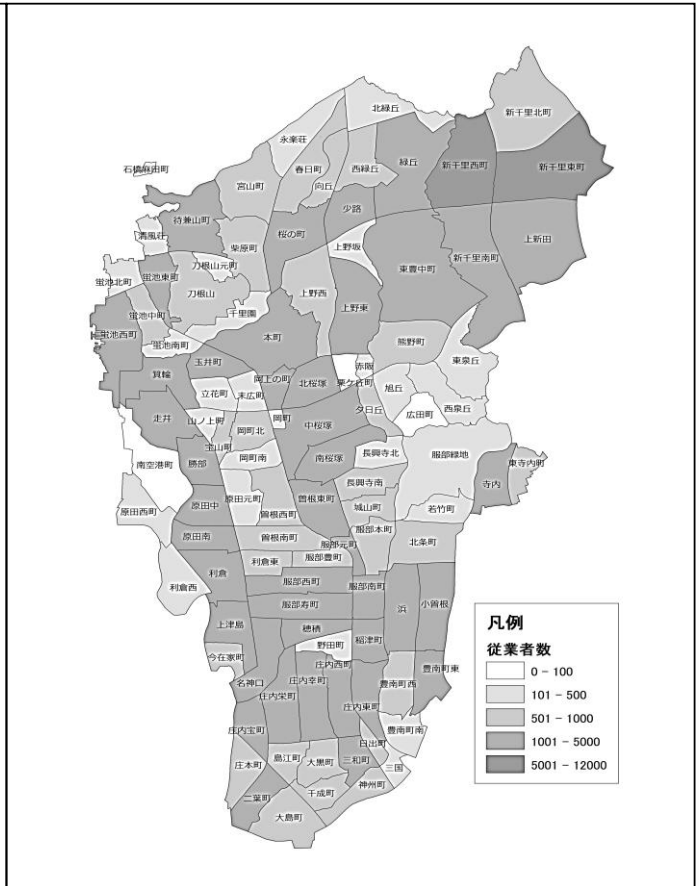 北緑丘
新千里北町
永楽荘
石橋麻田町
春日町
西緑丘
緑丘
新千里西町
新千里東町
宮山町
向丘
少路
待兼山町
清風荘
桜の町
柴原町
上野坂
上新田
東豊中町
新千里南町
刀根山元町
蛍池北町
蛍池東町
刀根山
上野西
上野東
千里園
蛍池中町
蛍池西町
蛍池南町
本町
熊野町
東泉丘
玉井町
箕輪
岡上の町
北桜塚
赤阪
栗ケ丘町
旭丘
立花町
末広町
夕日丘
広田町
西泉丘
走井
山ノ上町
岡町
中桜塚
岡町北
宝山町
長興寺北
服部緑地
南空港町
勝部
岡町南
南桜塚
東寺内町
寺内
原田元町
長興寺南
原田西町
原田中
曽根西町
曽根東町
城山町
若竹町
服部本町
原田南
曽根南町
服部元町
北条町
利倉東
服部豊町
利倉
利倉西
服部西町
服部南町
服部寿町
浜
小曽根
上津島
穂積
稲津町
今在家町
野田町
庄内西町
豊南町東
名神口
庄内幸町
豊南町西
庄内栄町
庄内東町
庄内宝町
豊南町南
日出町
庄本町
島江町
大黒町
三和町
三国
神州町
千成町
二葉町
大島町
凡例
従業者数
0 - 100
101 - 500
501 - 1000
1001 - 5000
5001 - 12000